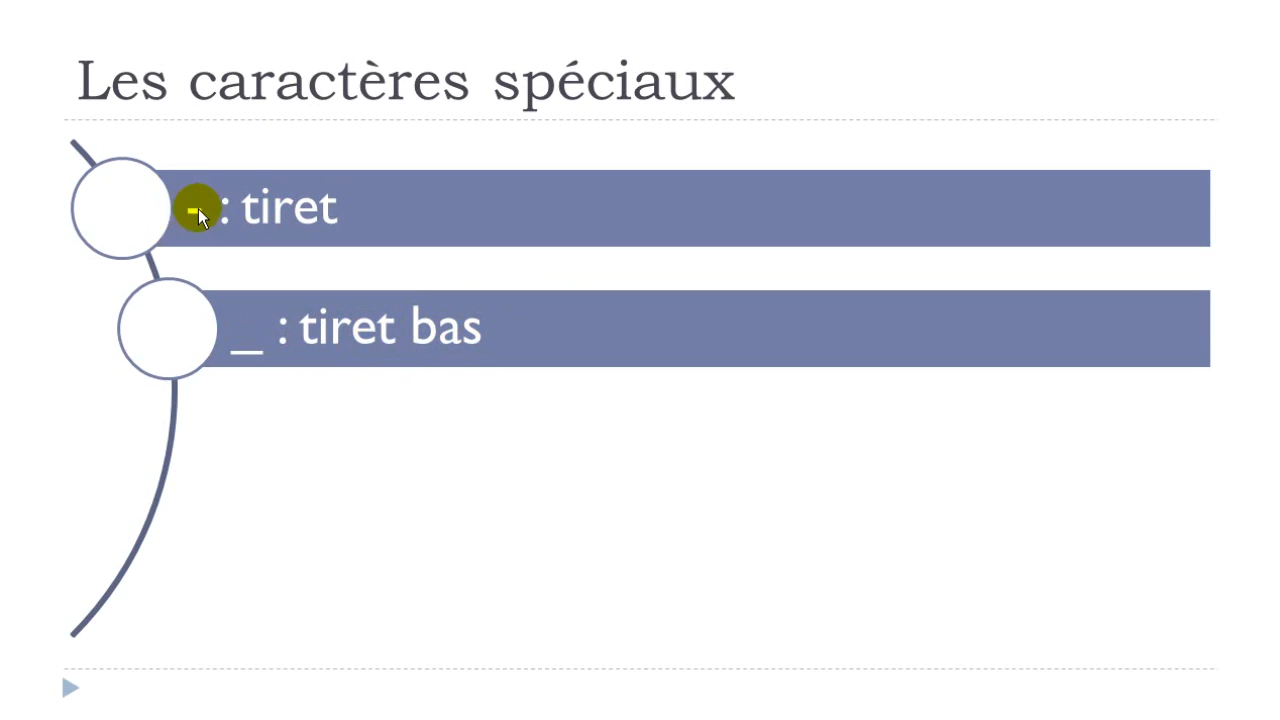 Les caractères spéciaux
- : tiret
_ : tiret bas